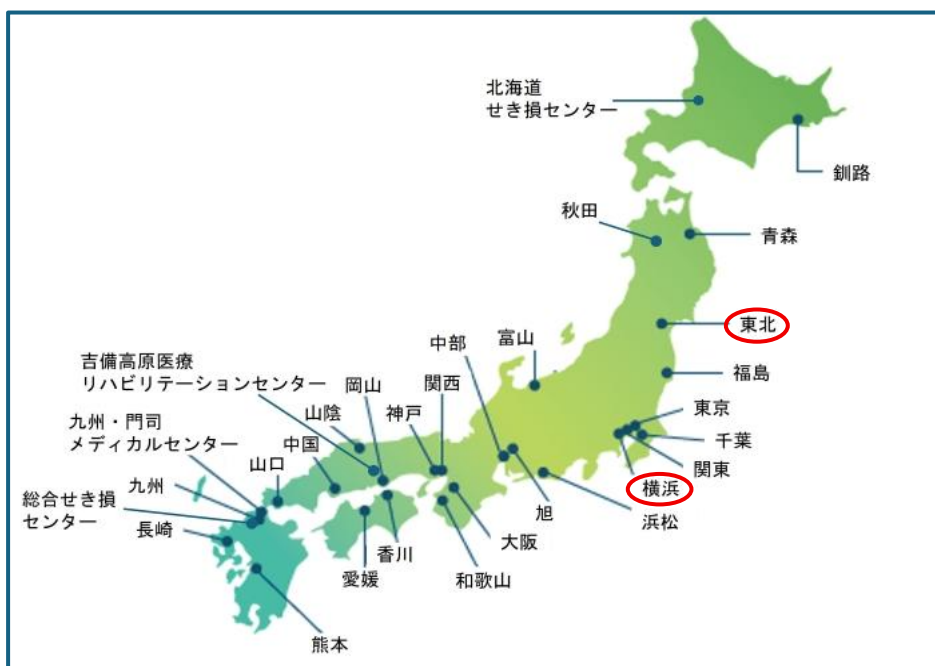 北海道
せき損センター
釧路
秋田
青森
東北
富山
中部
福島
吉備高原医療
リハビリテーションセンター
岡山
関西
東京
山陰
神戸
千葉
九州・門司
メディカルセンター
中国
関東
山口
横浜
九州
総合せき損
センター
旭
浜松
長崎
大阪
香川
愛媛
和歌山
熊本